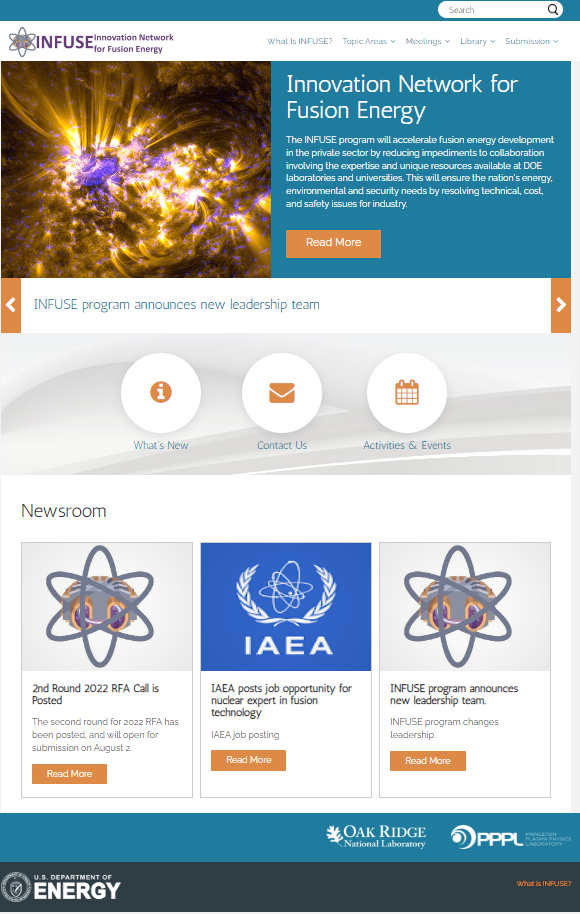 Search
INFUSE Innovation Network
for Fusion Energy
What Is INFUSE? Topic Areas Meetings Library Submission
Innovation Network for
Fusion Energy
The INFUSE program will accelerate fusion energy development
in the private sector by reducing impediments to collaboration
involving the expertise and unique resources available at DOE
laboratories and universities. This will ensure the nation's energy,
environmental and security needs by resolving technical, cost,
and safety issues for industry.
Read More
INFUSE program announces new leadership team
What's New
Contact Us
Activities & Events
Newsroom
IAEA
2nd Round 2022 RFA Call is
Posted
The second round for 2022 RFA has
been posted, and will open for
submission on August 2.
Read More
IAEA posts job opportunity for
nuclear expert in fusion
technology
IAEA job posting
Read More
INFUSE program announces
new leadership team.
INFUSE program changes
leadership.
Read More
OAK RIDGE
National Laboratory
PPPL
PRINCETON
PLASMA PHYSICS
LABORATORY
U.S. DEPARTMENT OF
ENERGY
What is INFUSE?